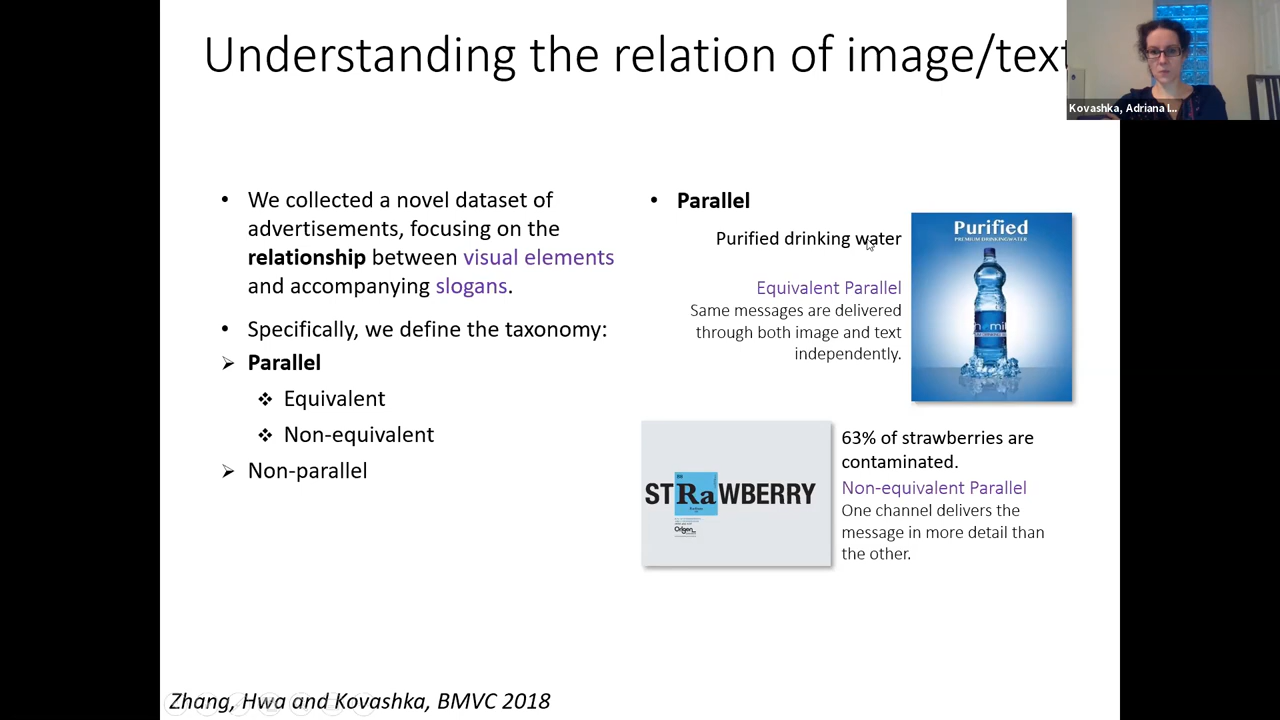 Understanding the relation of image/text
Kovashka, Adriana I...
• We collected a novel dataset of
advertisements, focusing on the
relationship between visual elements
and accompanying slogans.
• Specifically, we define the taxonomy:
➢ Parallel
❖ Equivalent
❖ Non-equivalent
➢ Non-parallel
• Parallel
Purified drinking water
Equivalent Parallel
Same messages are delivered
through both image and text
independently.
Purified
PREMIUM DRINKING WATER
STRaWBERRY
Origen
63% of strawberries are
contaminated.
Non-equivalent Parallel
One channel delivers the
message in more detail than
the other.
Zhang, Hwa and Kovashka, BMVC 2018